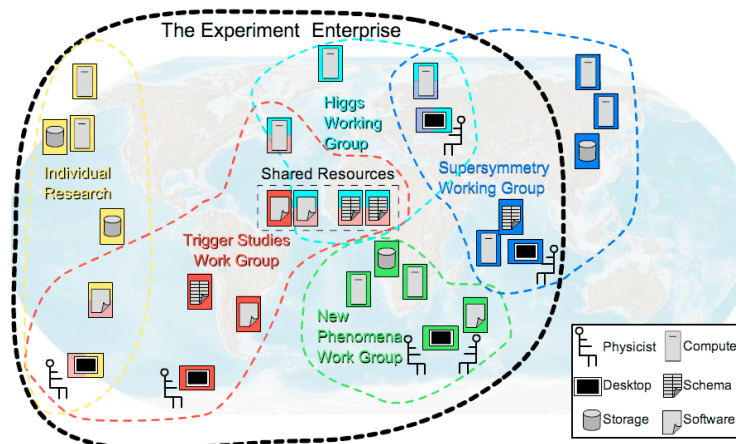 The Experiment Enterprise
Higgs
Working
Group
Individual
Research
Shared Resources
Supersymmetry
Working Group
Trigger Studies
Work Group
New
Phenomena
Work Group
Physicist
Compute
Desktop
Schema
Storage
Software